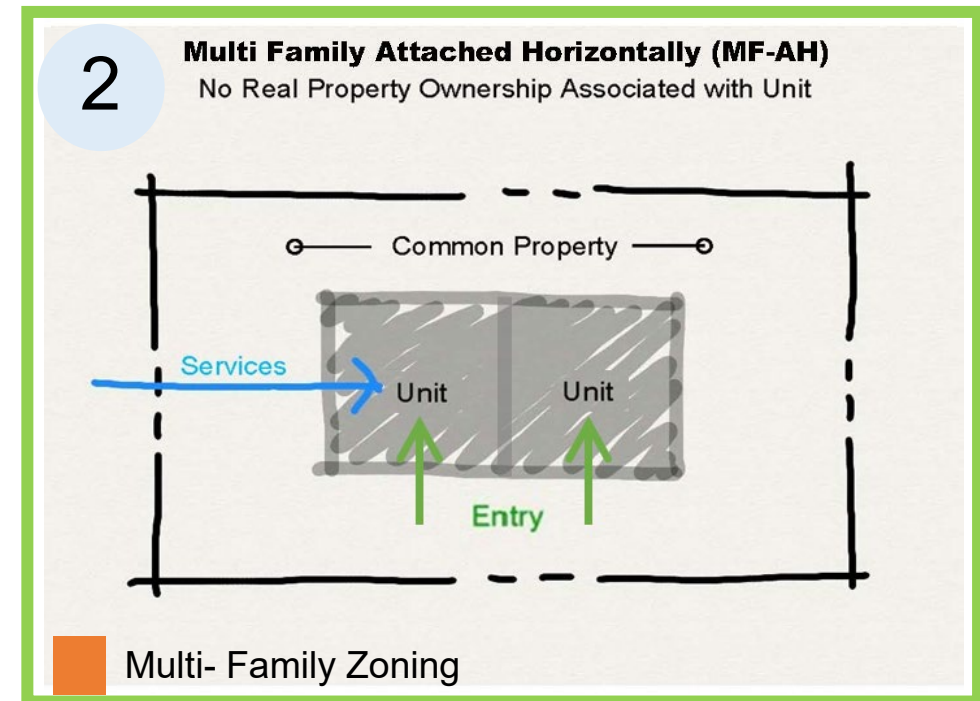 2
Multi Family Attached Horizontally (MF-AH)
No Real Property Ownership Associated with Unit
Common Property
Services
Unit
Unit
Entry
Multi- Family Zoning